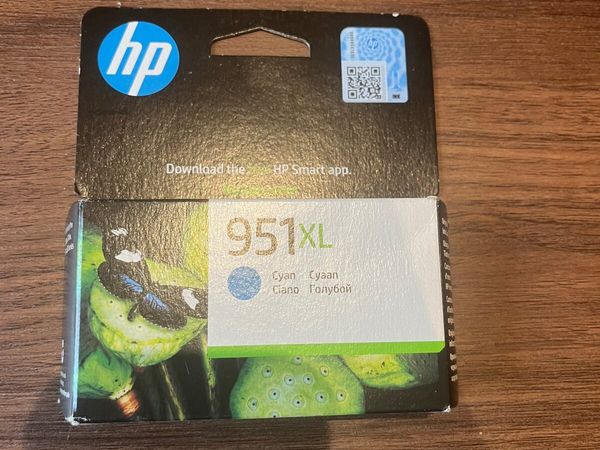 hp
Download the HP Smart app.
951XL
Cyan Cyaan
Ciano Голубой